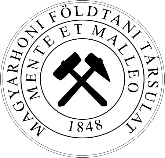 MAGYARHONI FÖLDTANI TÁRSULAT
MENTE ET MALLEO
1848